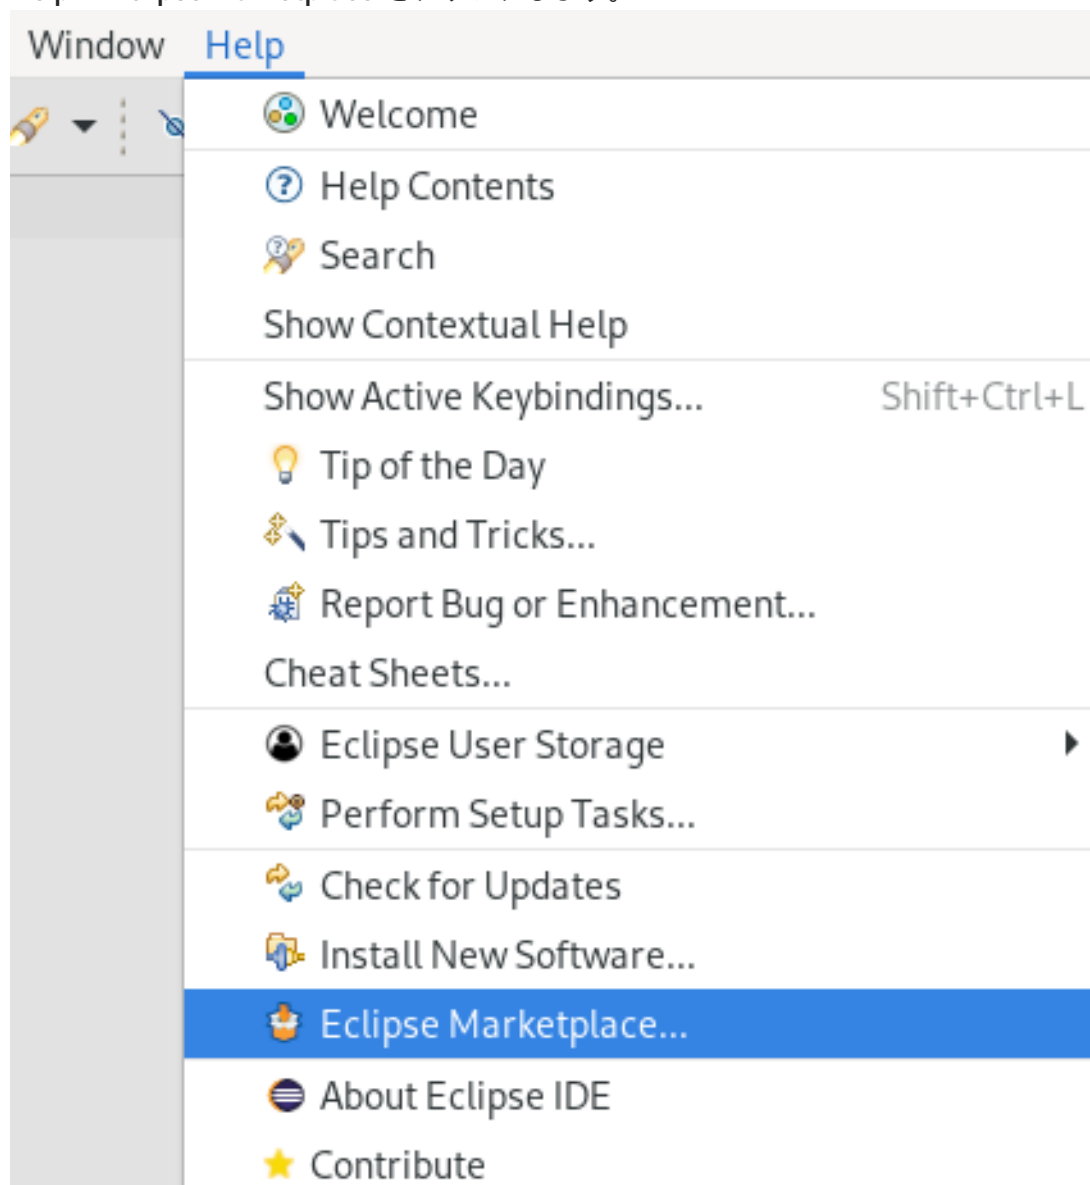 Window Help
Welcome
Help Contents
Search
Show Contextual Help
Show Active Keybindings... Shift+Ctrl+L
Tip of the Day
Tips and Tricks...
Report Bug or Enhancement...
Cheat Sheets...
Eclipse User Storage
Perform Setup Tasks...
Check for Updates
Install New Software...
Eclipse Marketplace...
About Eclipse IDE
Contribute